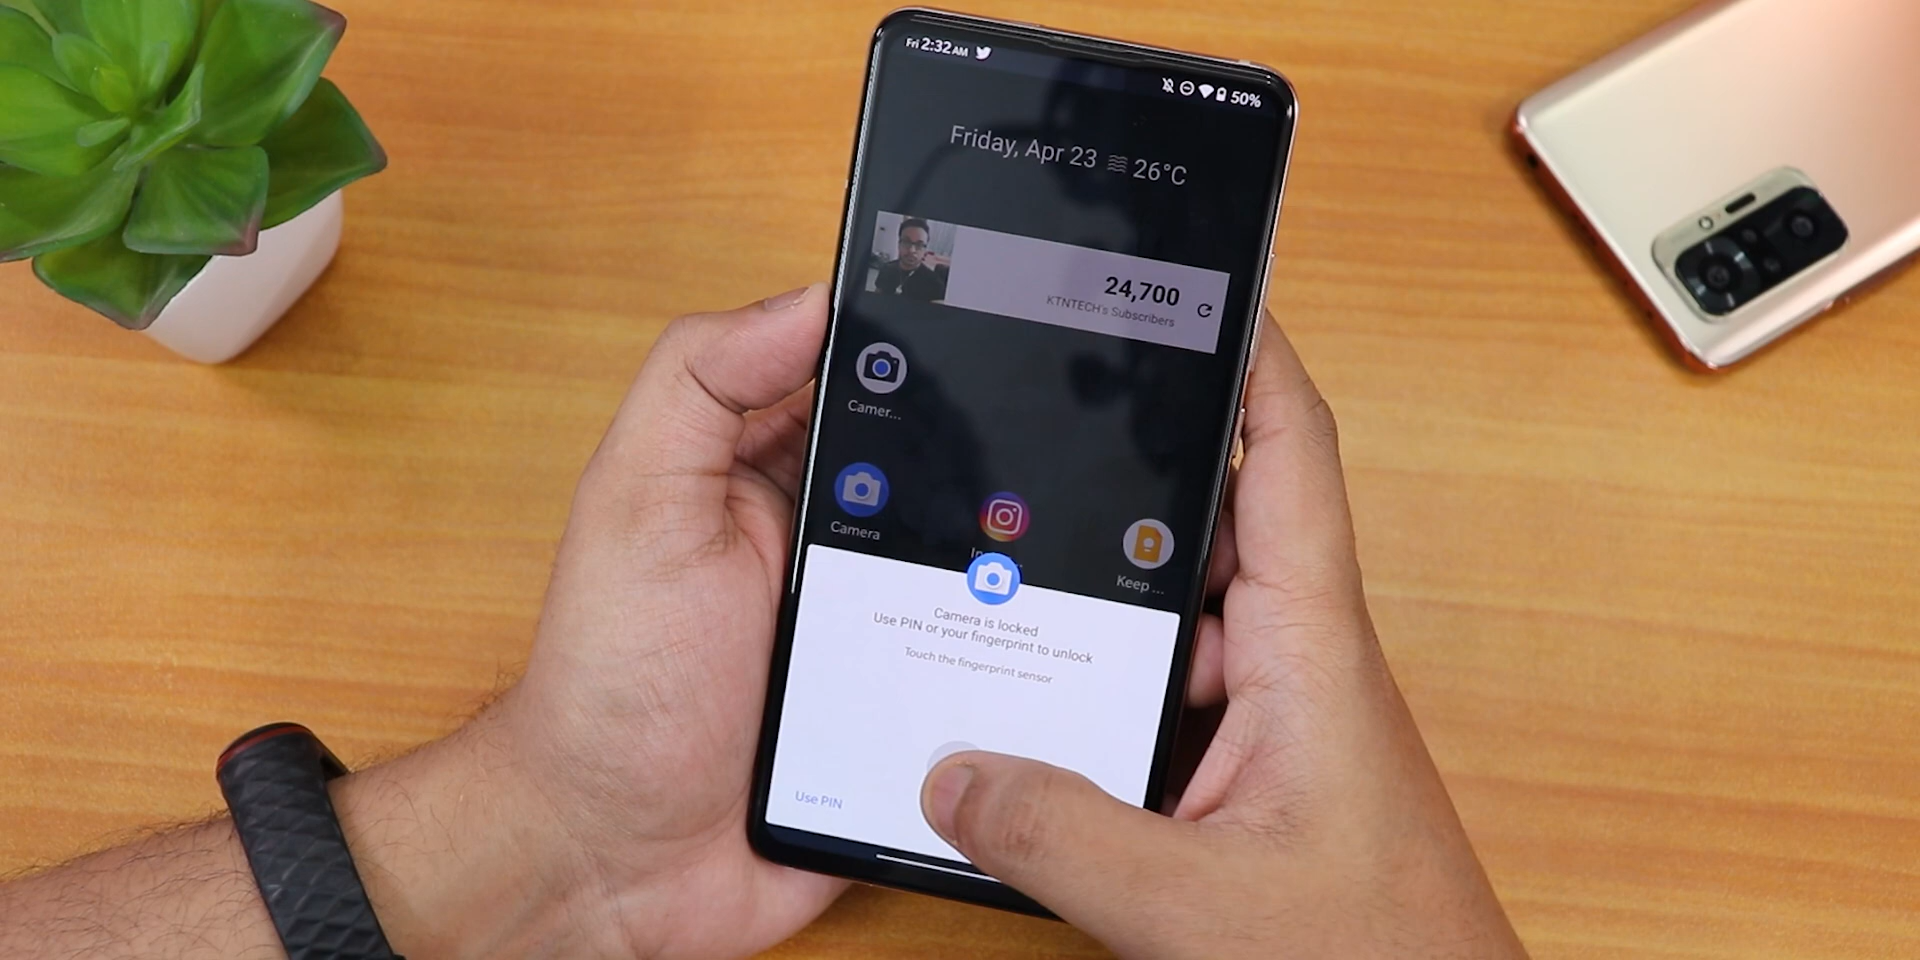 Fri 2:32 AM
50%
Friday, Apr 23 26°C
24,700
KTNTECH's Subscribers
Camer...
Camera
Keep ...
Camera is locked
Use PIN or your fingerprint to unlock
Touch the fingerprint sensor
Use PIN